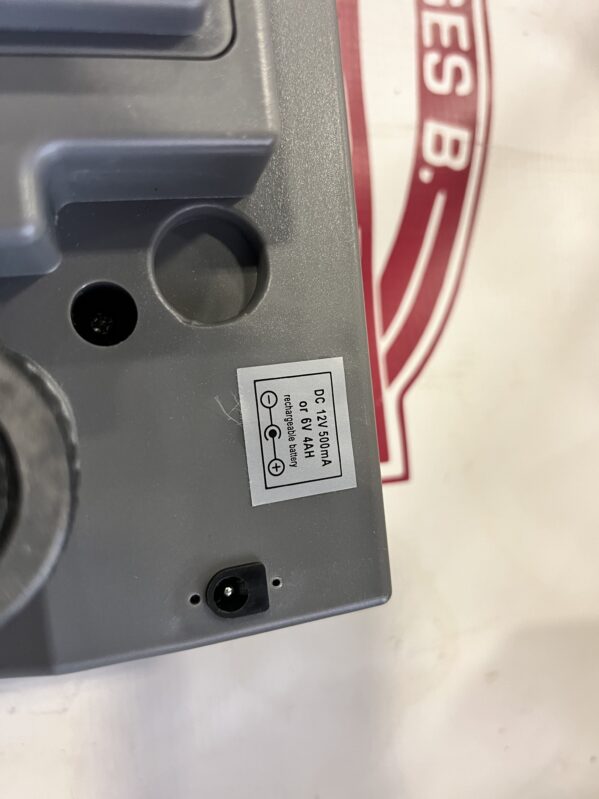 DC 12V 500mA
or 6V 4AH
rechargeable battery
- +
GES B.